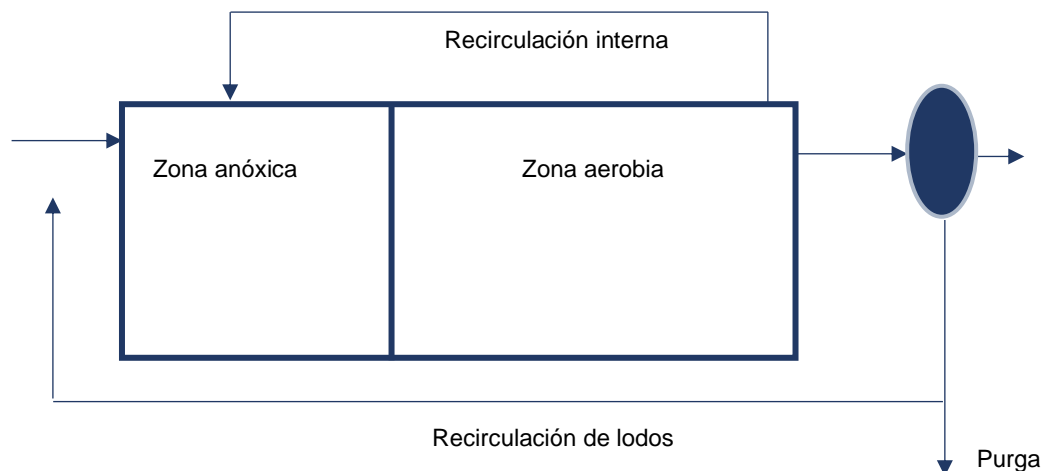 Recirculación interna
Zona anóxica
Zona aerobia
Recirculación de lodos
Purga